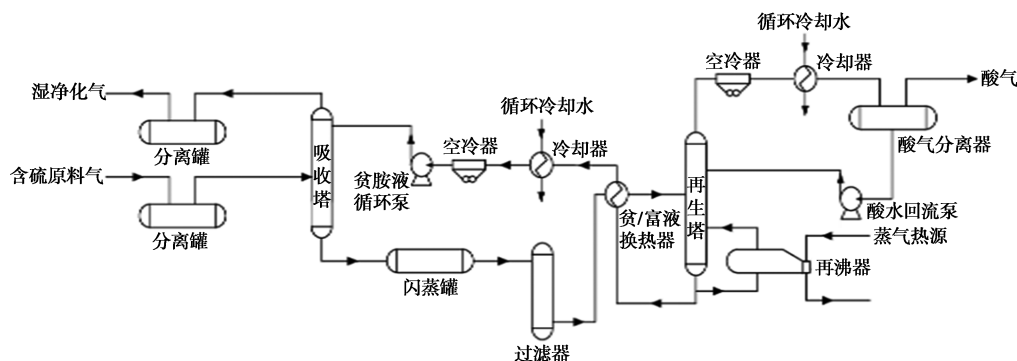 循环冷却水
空冷器
冷却器
酸气
湿净化气
循环冷却水
分离罐
空冷器
冷却器
酸气分离器
吸收塔
含硫原料气
贫胺液
循环泵
再生塔
贫/富液
换热器
酸水回流泵
分离罐
蒸气热源
再沸器
闪蒸罐
过滤器